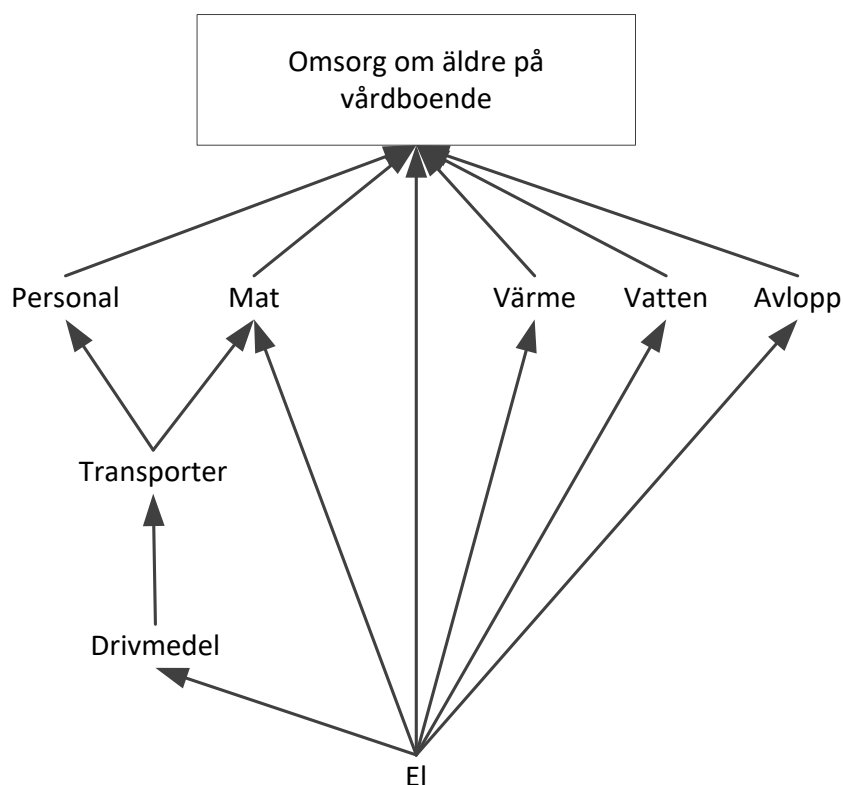 Omsorg om äldre på
vårdboende
Personal
Mat
Värme
Vatten
Avlopp
Transporter
Drivmedel
El